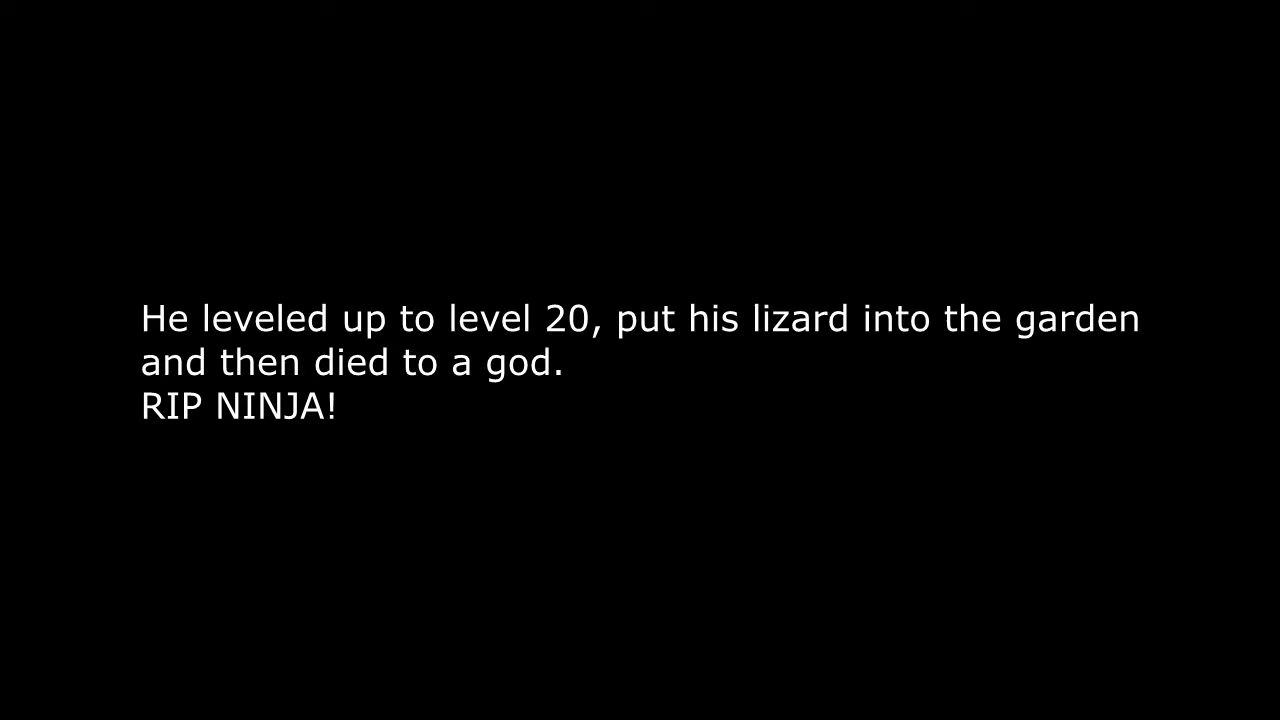 He leveled up to level 20, put his lizard into the garden
and then died to a god.
RIP NINJA!